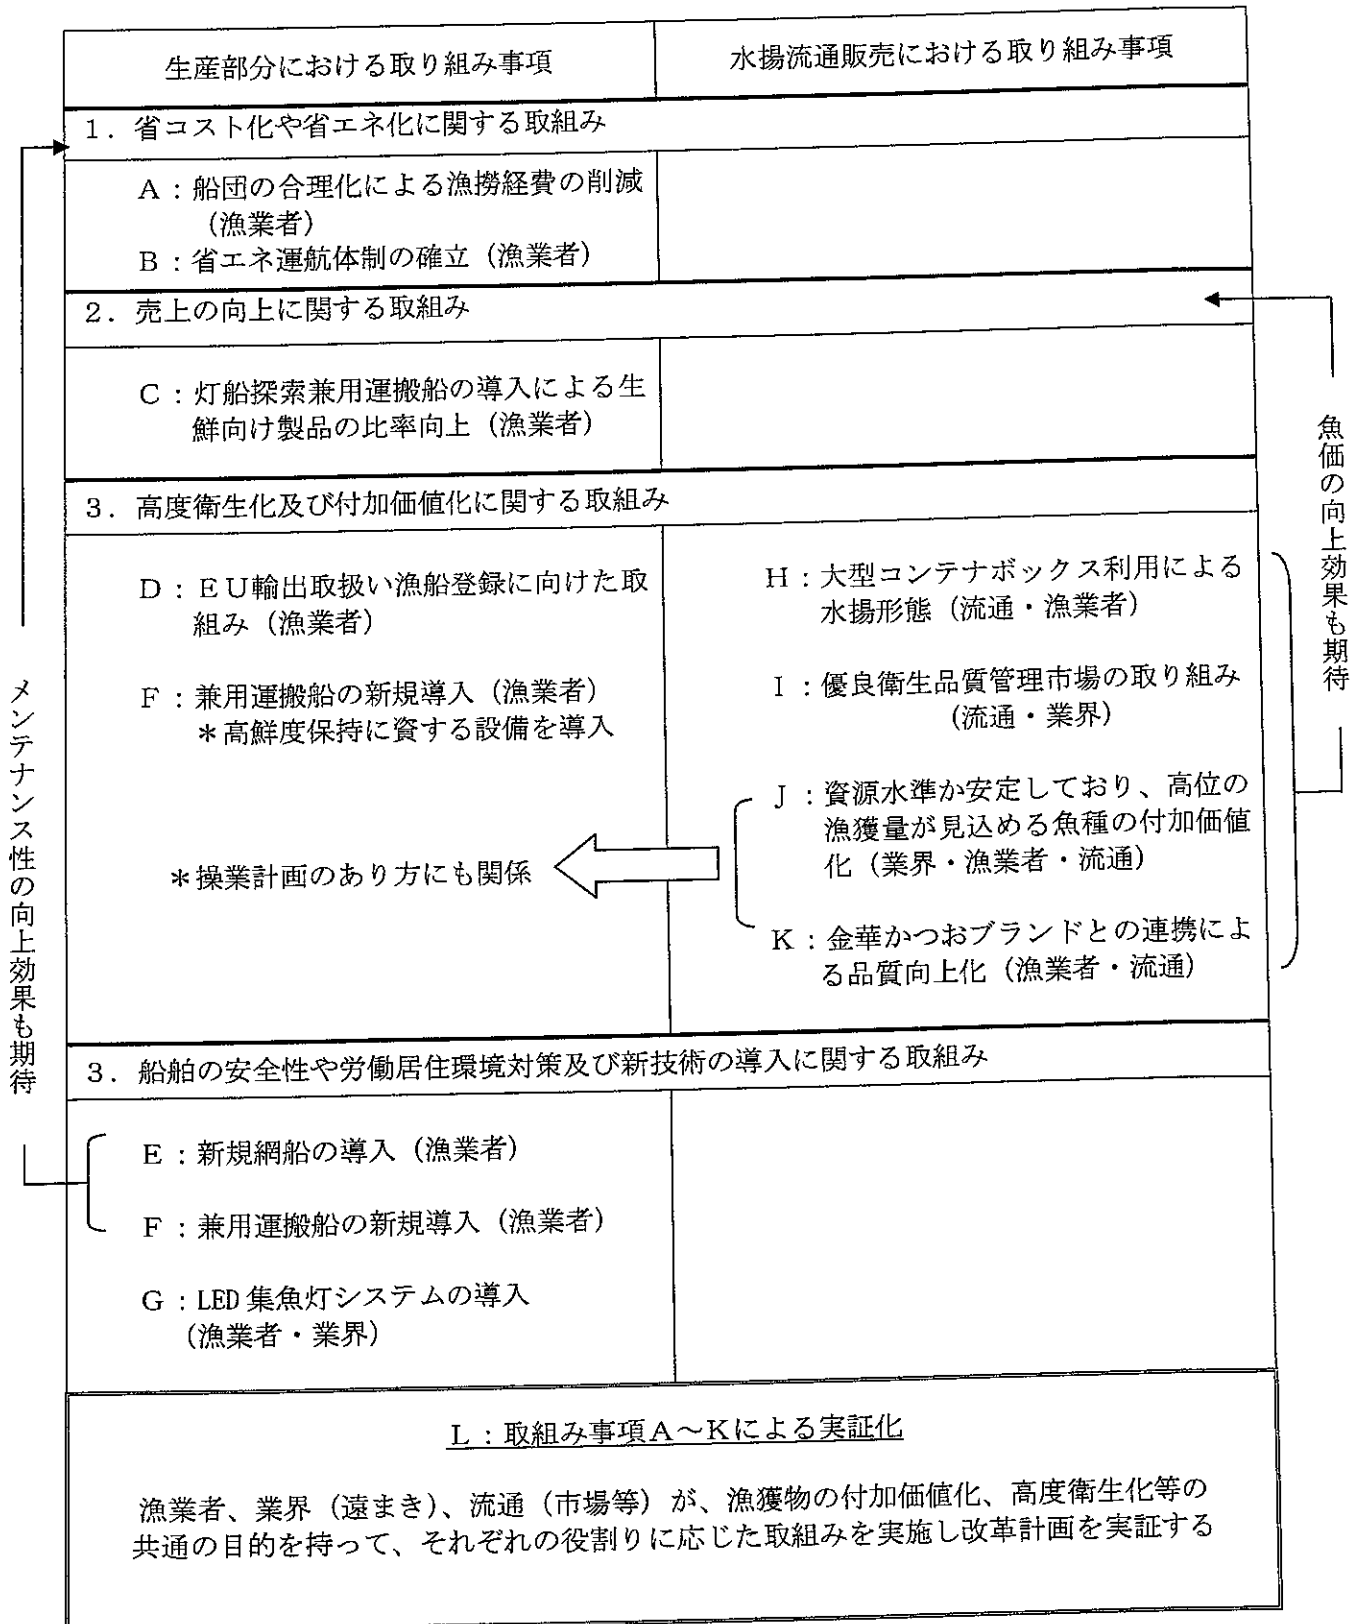 生産部分における取り組み事項
水揚流通販売における取り組み事項
1．省コスト化や省エネ化に関する取組み
A：船団の合理化による漁撈経費の削減
（漁業者）
B：省エネ運航体制の確立（漁業者）
2．売上の向上に関する取組み
C：灯船探索兼用運搬船の導入による生
鮮向け製品の比率向上（漁業者）
3．高度衛生化及び付加価値化に関する取組み
D：EU輸出取扱い漁船登録に向けた取
組み（漁業者）
F：兼用運搬船の新規導入（漁業者）
＊高鮮度保持に資する設備を導入
＊操業計画のあり方にも関係
H：大型コンテナボックス利用による
水揚形態（流通・漁業者）
I：優良衛生品質管理市場の取り組み
（流通・業界）
J：資源水準か安定しており、高位の
漁獲量が見込める魚種の付加価値
化（業界・漁業者・流通）
K：金華かつおブランドとの連携によ
る品質向上化（漁業者・流通）
3．船舶の安全性や労働居住環境対策及び新技術の導入に関する取組み
E：新規網船の導入（漁業者）
F：兼用運搬船の新規導入（漁業者）
G：LED集魚灯システムの導入
（漁業者・業界）
L：取組み事項A～Kによる実証化
漁業者、業界（遠まき）、流通（市場等）が、漁獲物の付加価値化、高度衛生化等の
共通の目的を持って、それぞれの役割りに応じた取組みを実施し改革計画を実証する
メンテナンス性の向上効果も期待
魚価の向上効果も期待